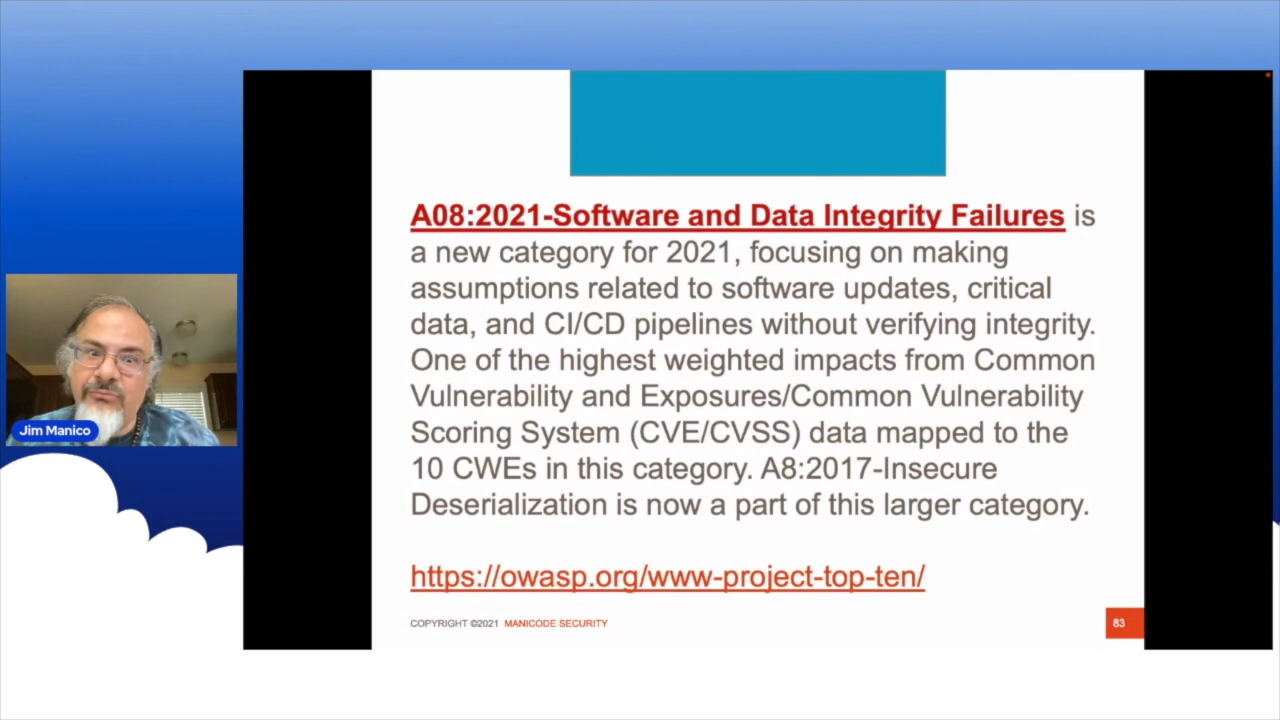 A08:2021-Software and Data Integrity Failures is
a new category for 2021, focusing on making
assumptions related to software updates, critical
data, and CI/CD pipelines without verifying integrity.
One of the highest weighted impacts from Common
Vulnerability and Exposures/Common Vulnerability
Scoring System (CVE/CVSS) data mapped to the
10 CWEs in this category. A8:2017-Insecure
Deserialization is now a part of this larger category.
https://owasp.org/www-project-top-ten/
COPYRIGHT ©2021 MANICODE SECURITY
83
Jim Manico